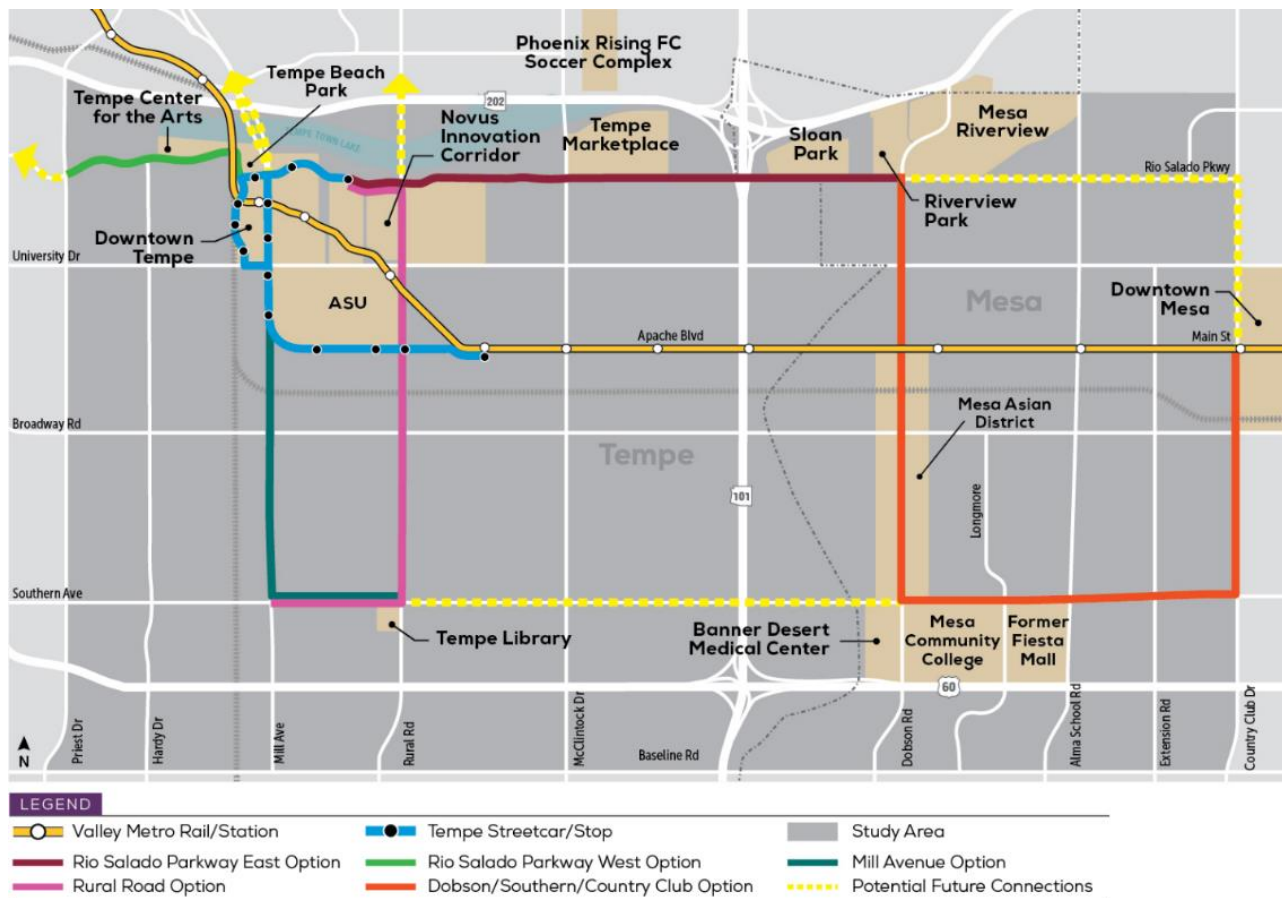 Phoenix Rising FC
Soccer Complex
Tempe Beach
Park
Tempe Center
for the Arts
202
Novus
Innovation
Corridor
TEMPE TOWN LAKE
Tempe
Marketplace
Sloan
Park
Mesa
Riverview
Rio Salado Pkwy
Riverview
Park
Downtown
Tempe
University Dr
ASU
Mesa
Downtown
Mesa
Apache Blvd
Main St
Broadway Rd
Mesa Asian
District
Tempe
101
Longmore
Southern Ave
Tempe Library
Banner Desert
Medical Center
Mesa
Community
College
Former
Fiesta
Mall
60
N
Priest Dr
Hardy Dr
Mill Ave
Rural Rd
McClintock Dr
Baseline Rd
Dobson Rd
Alma School Rd
Extension Rd
Country Club Dr
LEGEND
Valley Metro Rail/Station
Tempe Streetcar/Stop
Study Area
Rio Salado Parkway East Option
Rio Salado Parkway West Option
Mill Avenue Option
Rural Road Option
Dobson/Southern/Country Club Option
Potential Future Connections